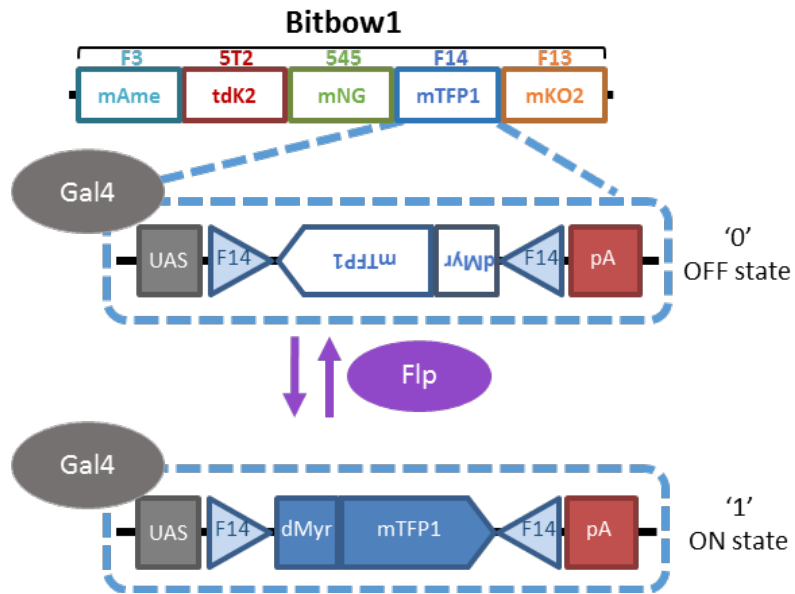 Bitbow1
F3 5T2 545 F14 F13
mAme tdK2 mNG mTFP1 mKO2
Gal4
UAS F14 mTFP1 dMyr F14 pA
‘0’
OFF state
Flp
Gal4
UAS F14 dMyr mTFP1 F14 pA
‘1’
ON state